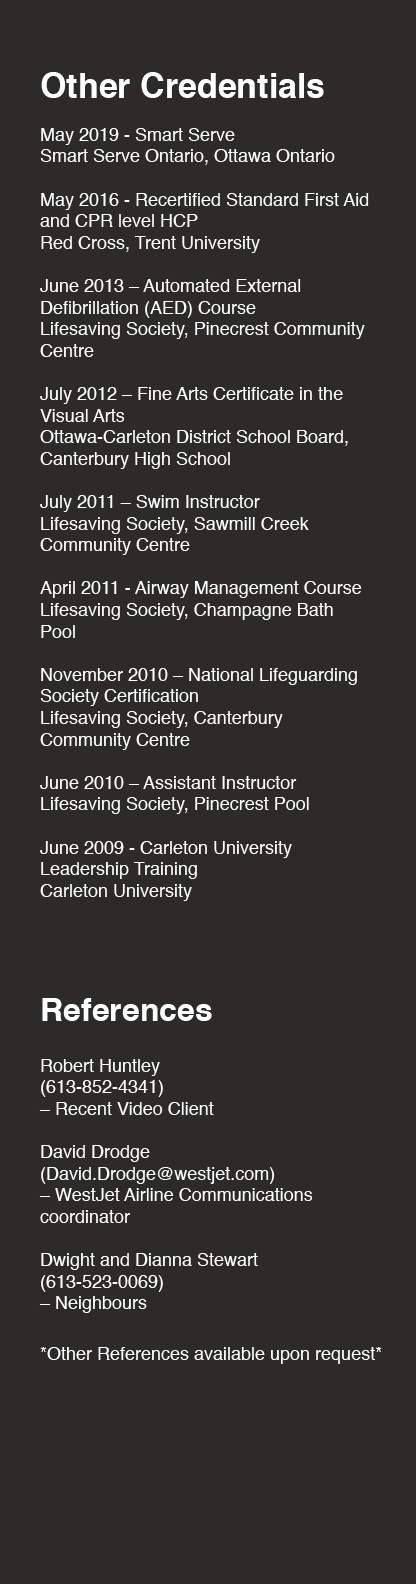 Other Credentials
May 2019 - Smart Serve
Smart Serve Ontario, Ottawa Ontario
May 2016 - Recertified Standard First Aid
and CPR level HCP
Red Cross, Trent University
June 2013 – Automated External
Defibrillation (AED) Course
Lifesaving Society, Pinecrest Community
Centre
July 2012 – Fine Arts Certificate in the
Visual Arts
Ottawa-Carleton District School Board,
Canterbury High School
July 2011 – Swim Instructor
Lifesaving Society, Sawmill Creek
Community Centre
April 2011 - Airway Management Course
Lifesaving Society, Champagne Bath
Pool
November 2010 – National Lifeguarding
Society Certification
Lifesaving Society, Canterbury
Community Centre
June 2010 – Assistant Instructor
Lifesaving Society, Pinecrest Pool
June 2009 - Carleton University
Leadership Training
Carleton University
References
Robert Huntley
(613-852-4341)
– Recent Video Client
David Drodge
(David.Drodge@westjet.com)
– WestJet Airline Communications
coordinator
Dwight and Dianna Stewart
(613-523-0069)
– Neighbours
*Other References available upon request*